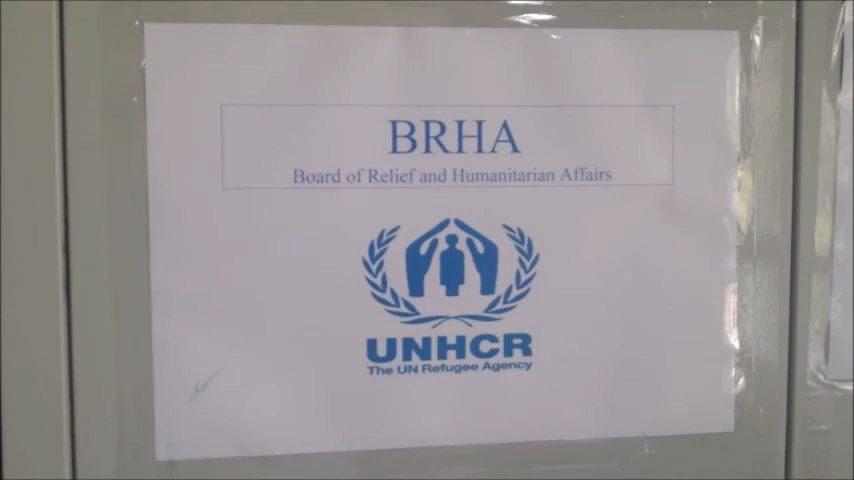 BRHA
Board of Relief and Humanitarian Affairs
UNHCR
The UN Refugee Agency